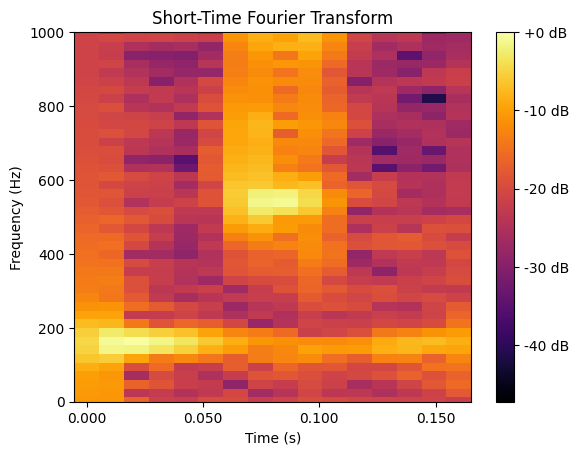 Short-Time Fourier Transform
1000
800
600
400
200
0
Frequency (Hz)
0.000
0.050
0.100
0.150
Time (s)
+0 dB
-10 dB
-20 dB
-30 dB
-40 dB